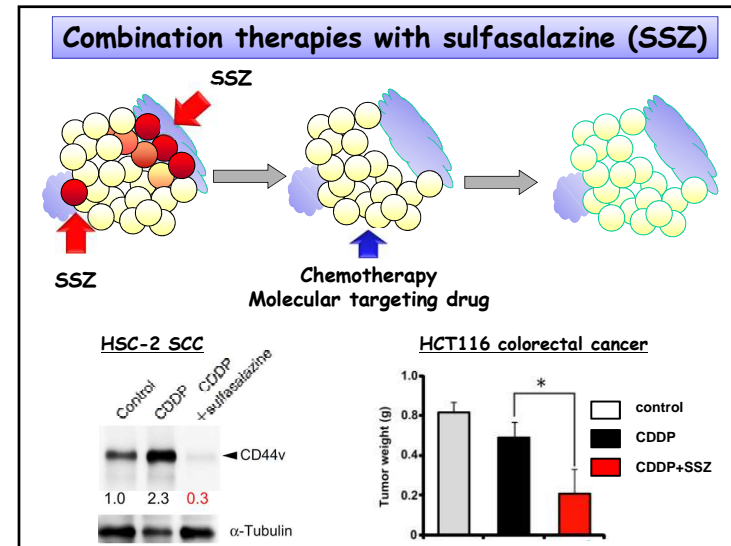 Combination therapies with sulfasalazine (SSZ)
SSZ
SSZ
Chemotherapy
Molecular targeting drug
HSC-2 SCC
Control
CDDP
CDDP
+sulfasalazine
CD44v
1.0 2.3 0.3
α-Tubulin
HCT116 colorectal cancer
Tumor weight (g)
1.0
0.8
0.4
0.2
0
*
control
CDDP
CDDP+SSZ